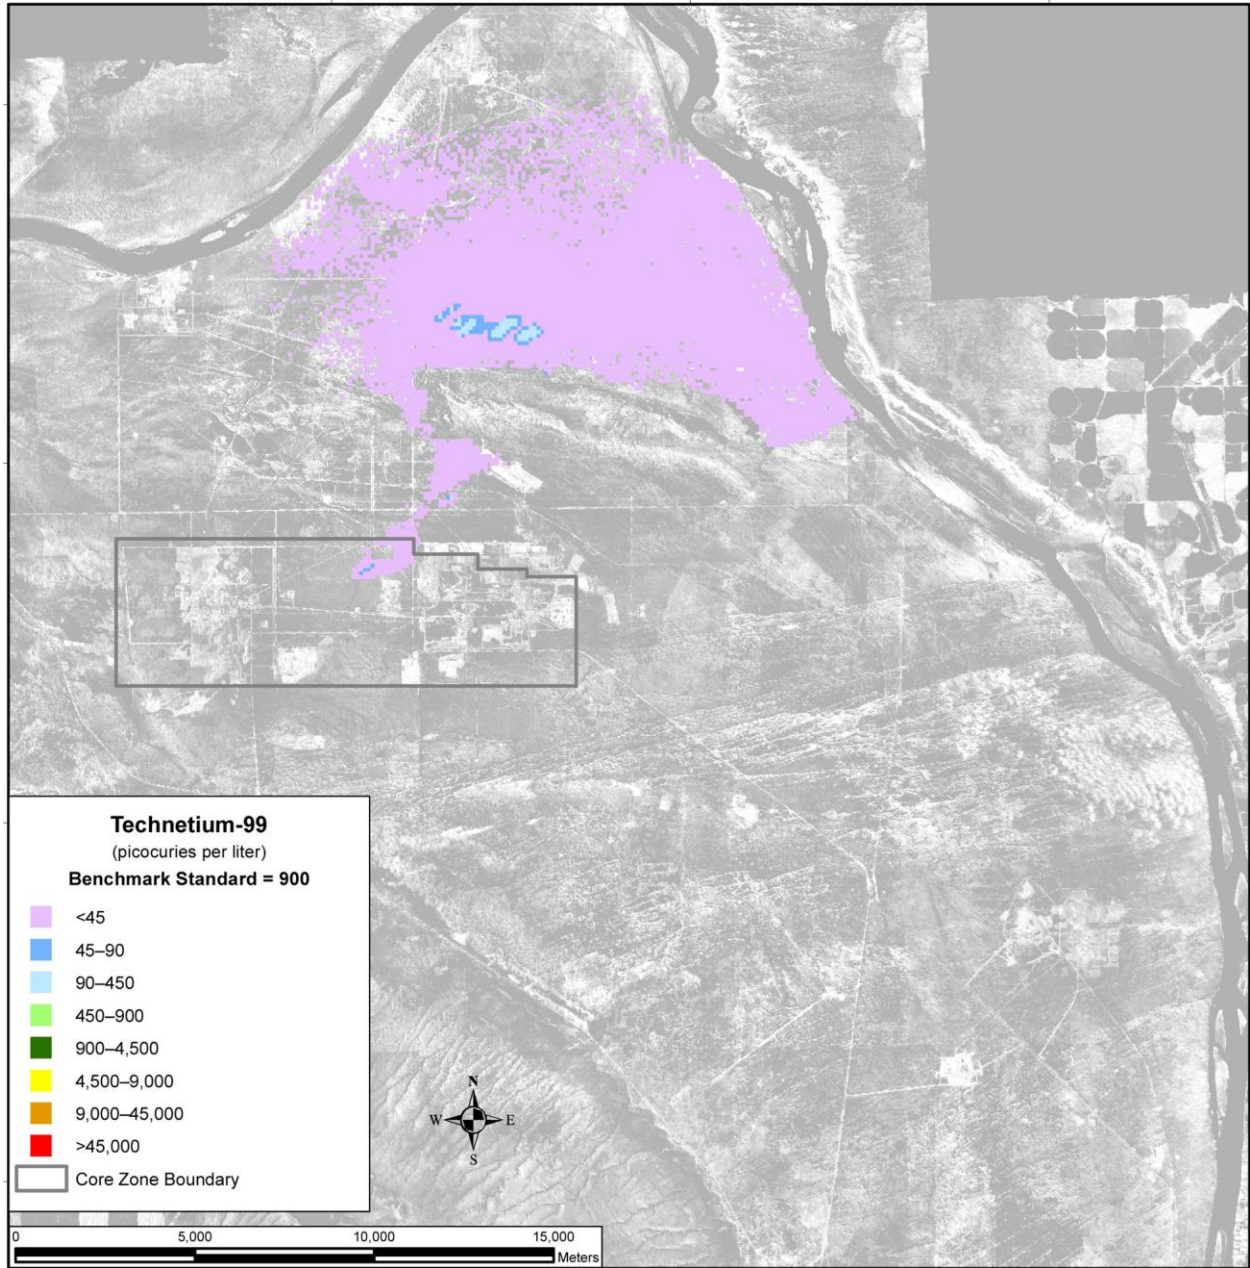 Technetium-99
(picocuries per liter)
Benchmark Standard = 900
<45
45–90
90–450
450–900
900–4,500
4,500–9,000
9,000–45,000
>45,000
Core Zone Boundary
N
W E
S
0 5,000 10,000 15,000
Meters